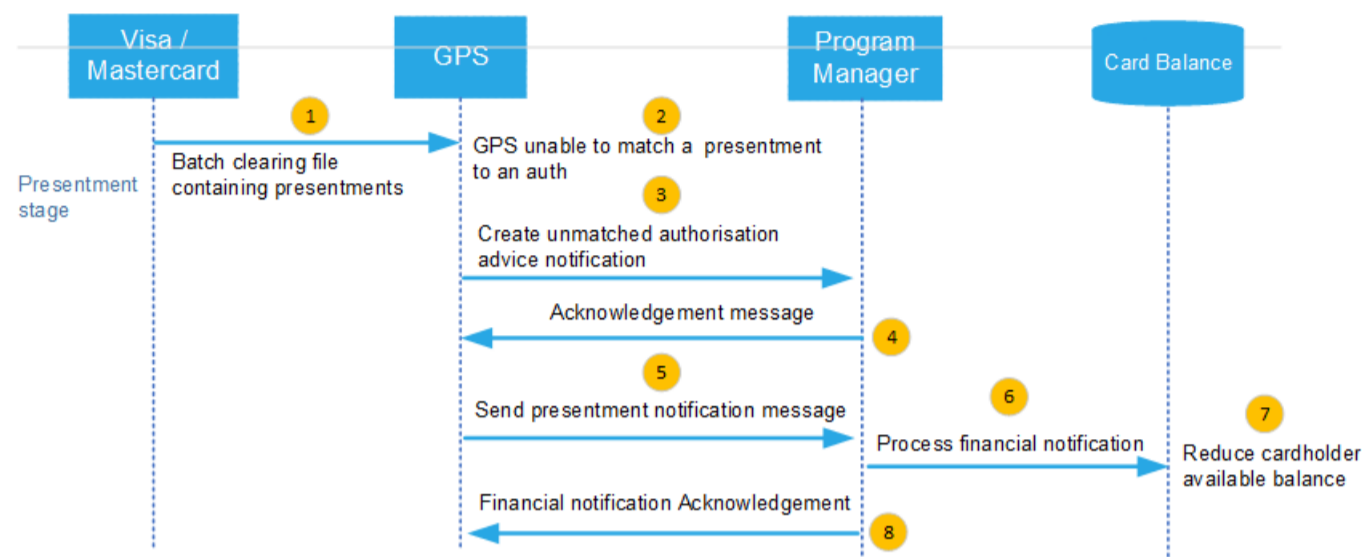 Visa /
Mastercard
GPS
Program
Manager
Card Balance
1
2
Batch clearing file
containing presentments
GPS unable to match a presentment
to an auth
Presentment
stage
3
Create unmatched authorisation
advice notification
Acknowledgement message
4
5
Send presentment notification message
6
Process financial notification
7
Reduce cardholder
available balance
Financial notification Acknowledgement
8